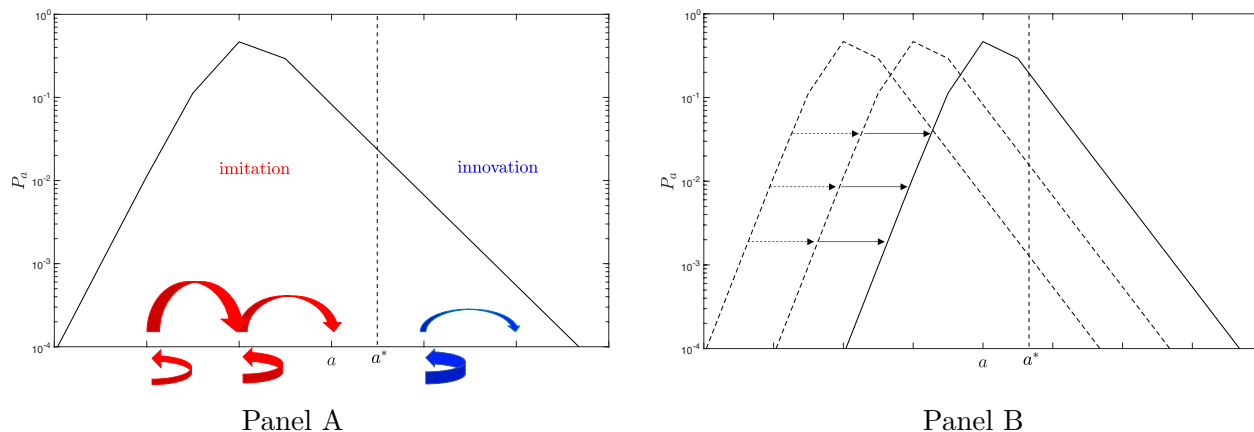 10^0
10^-1
10^-2
10^-3
10^-4
P_a
imitation
innovation
a
a*
Panel A
10^0
10^-1
10^-2
10^-3
10^-4
P_a
a
a*
Panel B